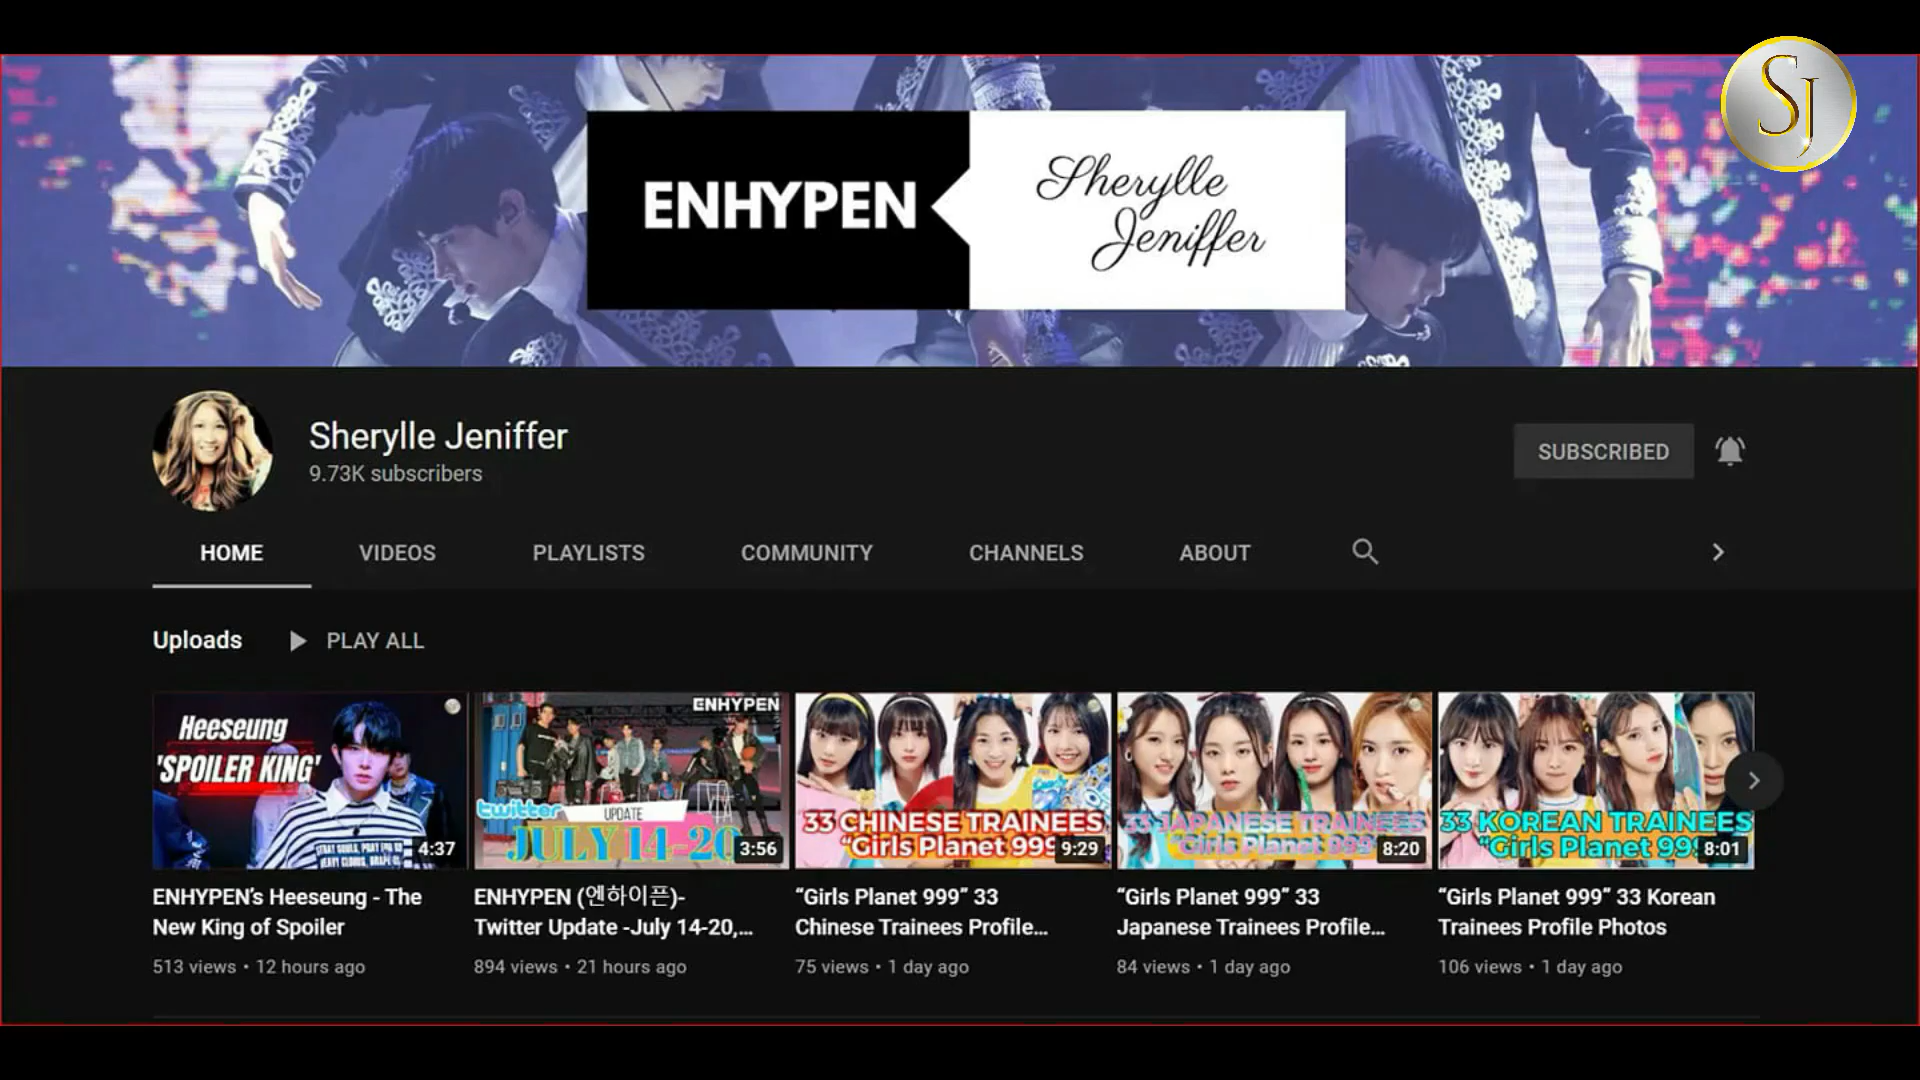 SJ
ENHYPEN
Sherylle
Jeniffer
Sherylle Jeniffer
9.73K subscribers
SUBSCRIBED
HOME
VIDEOS
PLAYLISTS
COMMUNITY
CHANNELS
ABOUT
Uploads
PLAY ALL
Heeseung
'SPOILER KING'
4:37
ENHYPEN
twitter
UPDATE
JULY 14-20
3:56
33 CHINESE TRAINEES
"Girls Planet 999
9:29
33 JAPANESE TRAINEES
"Girls Planet 999
8:20
33 KOREAN TRAINEES
"Girls Planet 999
8:01
ENHYPEN's Heeseung - The
New King of Spoiler
513 views • 12 hours ago
ENHYPEN (엔하이픈)-
Twitter Update -July 14-20,...
894 views • 21 hours ago
“Girls Planet 999” 33
Chinese Trainees Profile...
75 views • 1 day ago
“Girls Planet 999” 33
Japanese Trainees Profile...
84 views • 1 day ago
“Girls Planet 999” 33 Korean
Trainees Profile Photos
106 views • 1 day ago